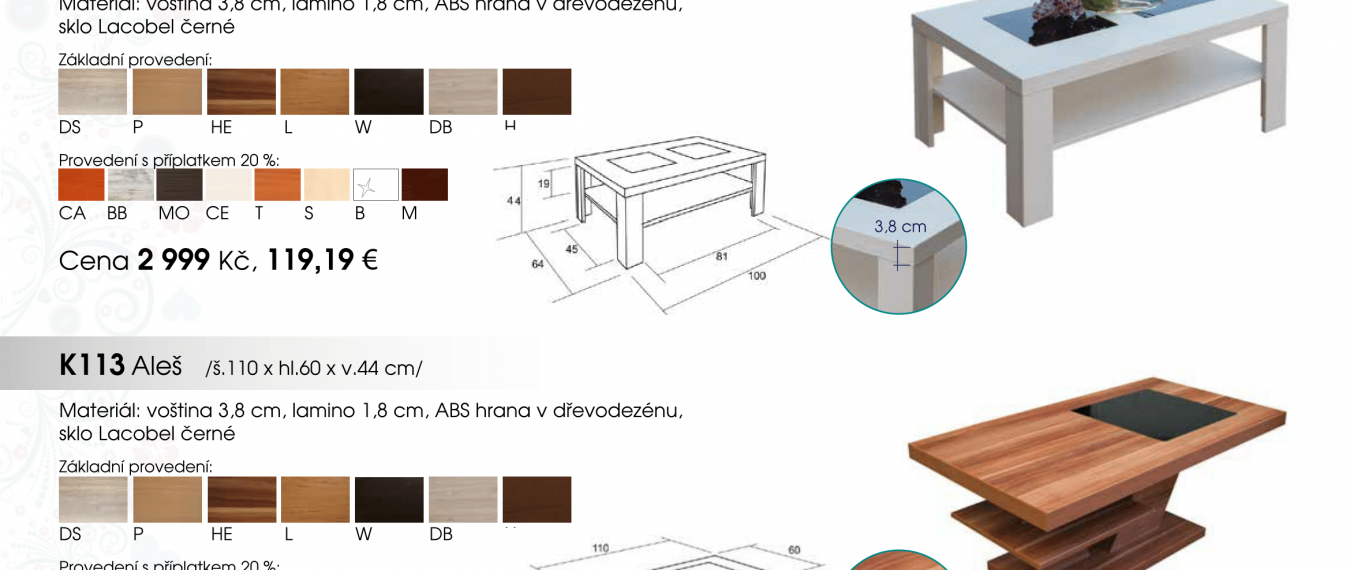 Materiál: voština 3,8 cm, lamino 1,8 cm, ABS hrana v dřevodezénu,
sklo Lacobel černé
Základní provedení:
DS P HE L W DB H
Provedení s příplatkem 20 %:
CA BB MO CE T S B M
Cena 2 999 Kč, 119,19 €
44
19
45
64
81
100
3,8 cm
K113 Aleš /š.110 x hl.60 x v.44 cm/
Materiál: voština 3,8 cm, lamino 1,8 cm, ABS hrana v dřevodezénu,
sklo Lacobel černé
Základní provedení:
DS P HE L W DB
110
60
Provedení s příplatkem 20 %: